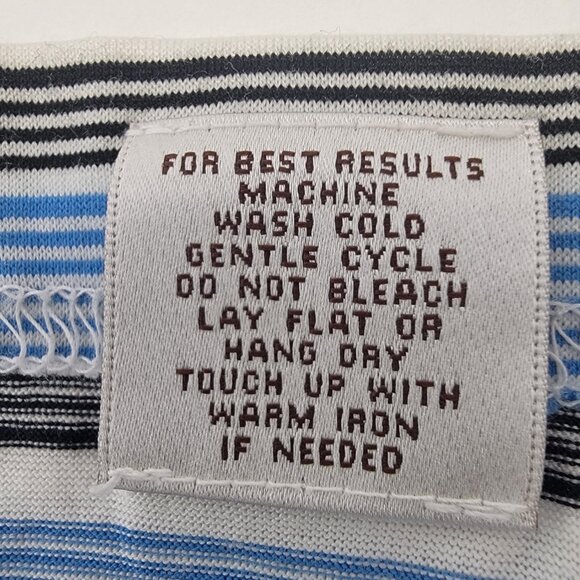 FOR BEST RESULTS
MACHINE
WASH COLD
GENTLE CYCLE
DO NOT BLEACH
LAY FLAT OR
HANG DRY
TOUCH UP WITH
WARM IRON
IF NEEDED